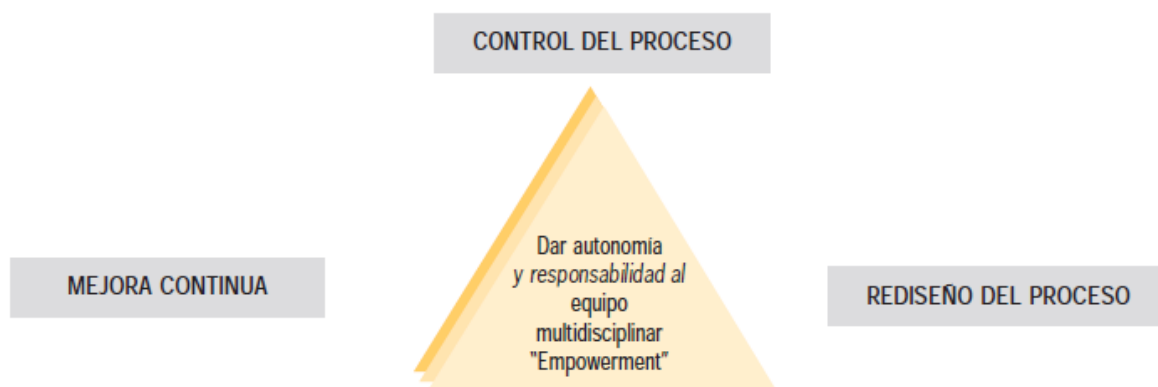 CONTROL DEL PROCESO
Dar autonomía
y responsabilidad al
equipo
multidisciplinar
"Empowerment"
MEJORA CONTINUA
REDISEÑO DEL PROCESO